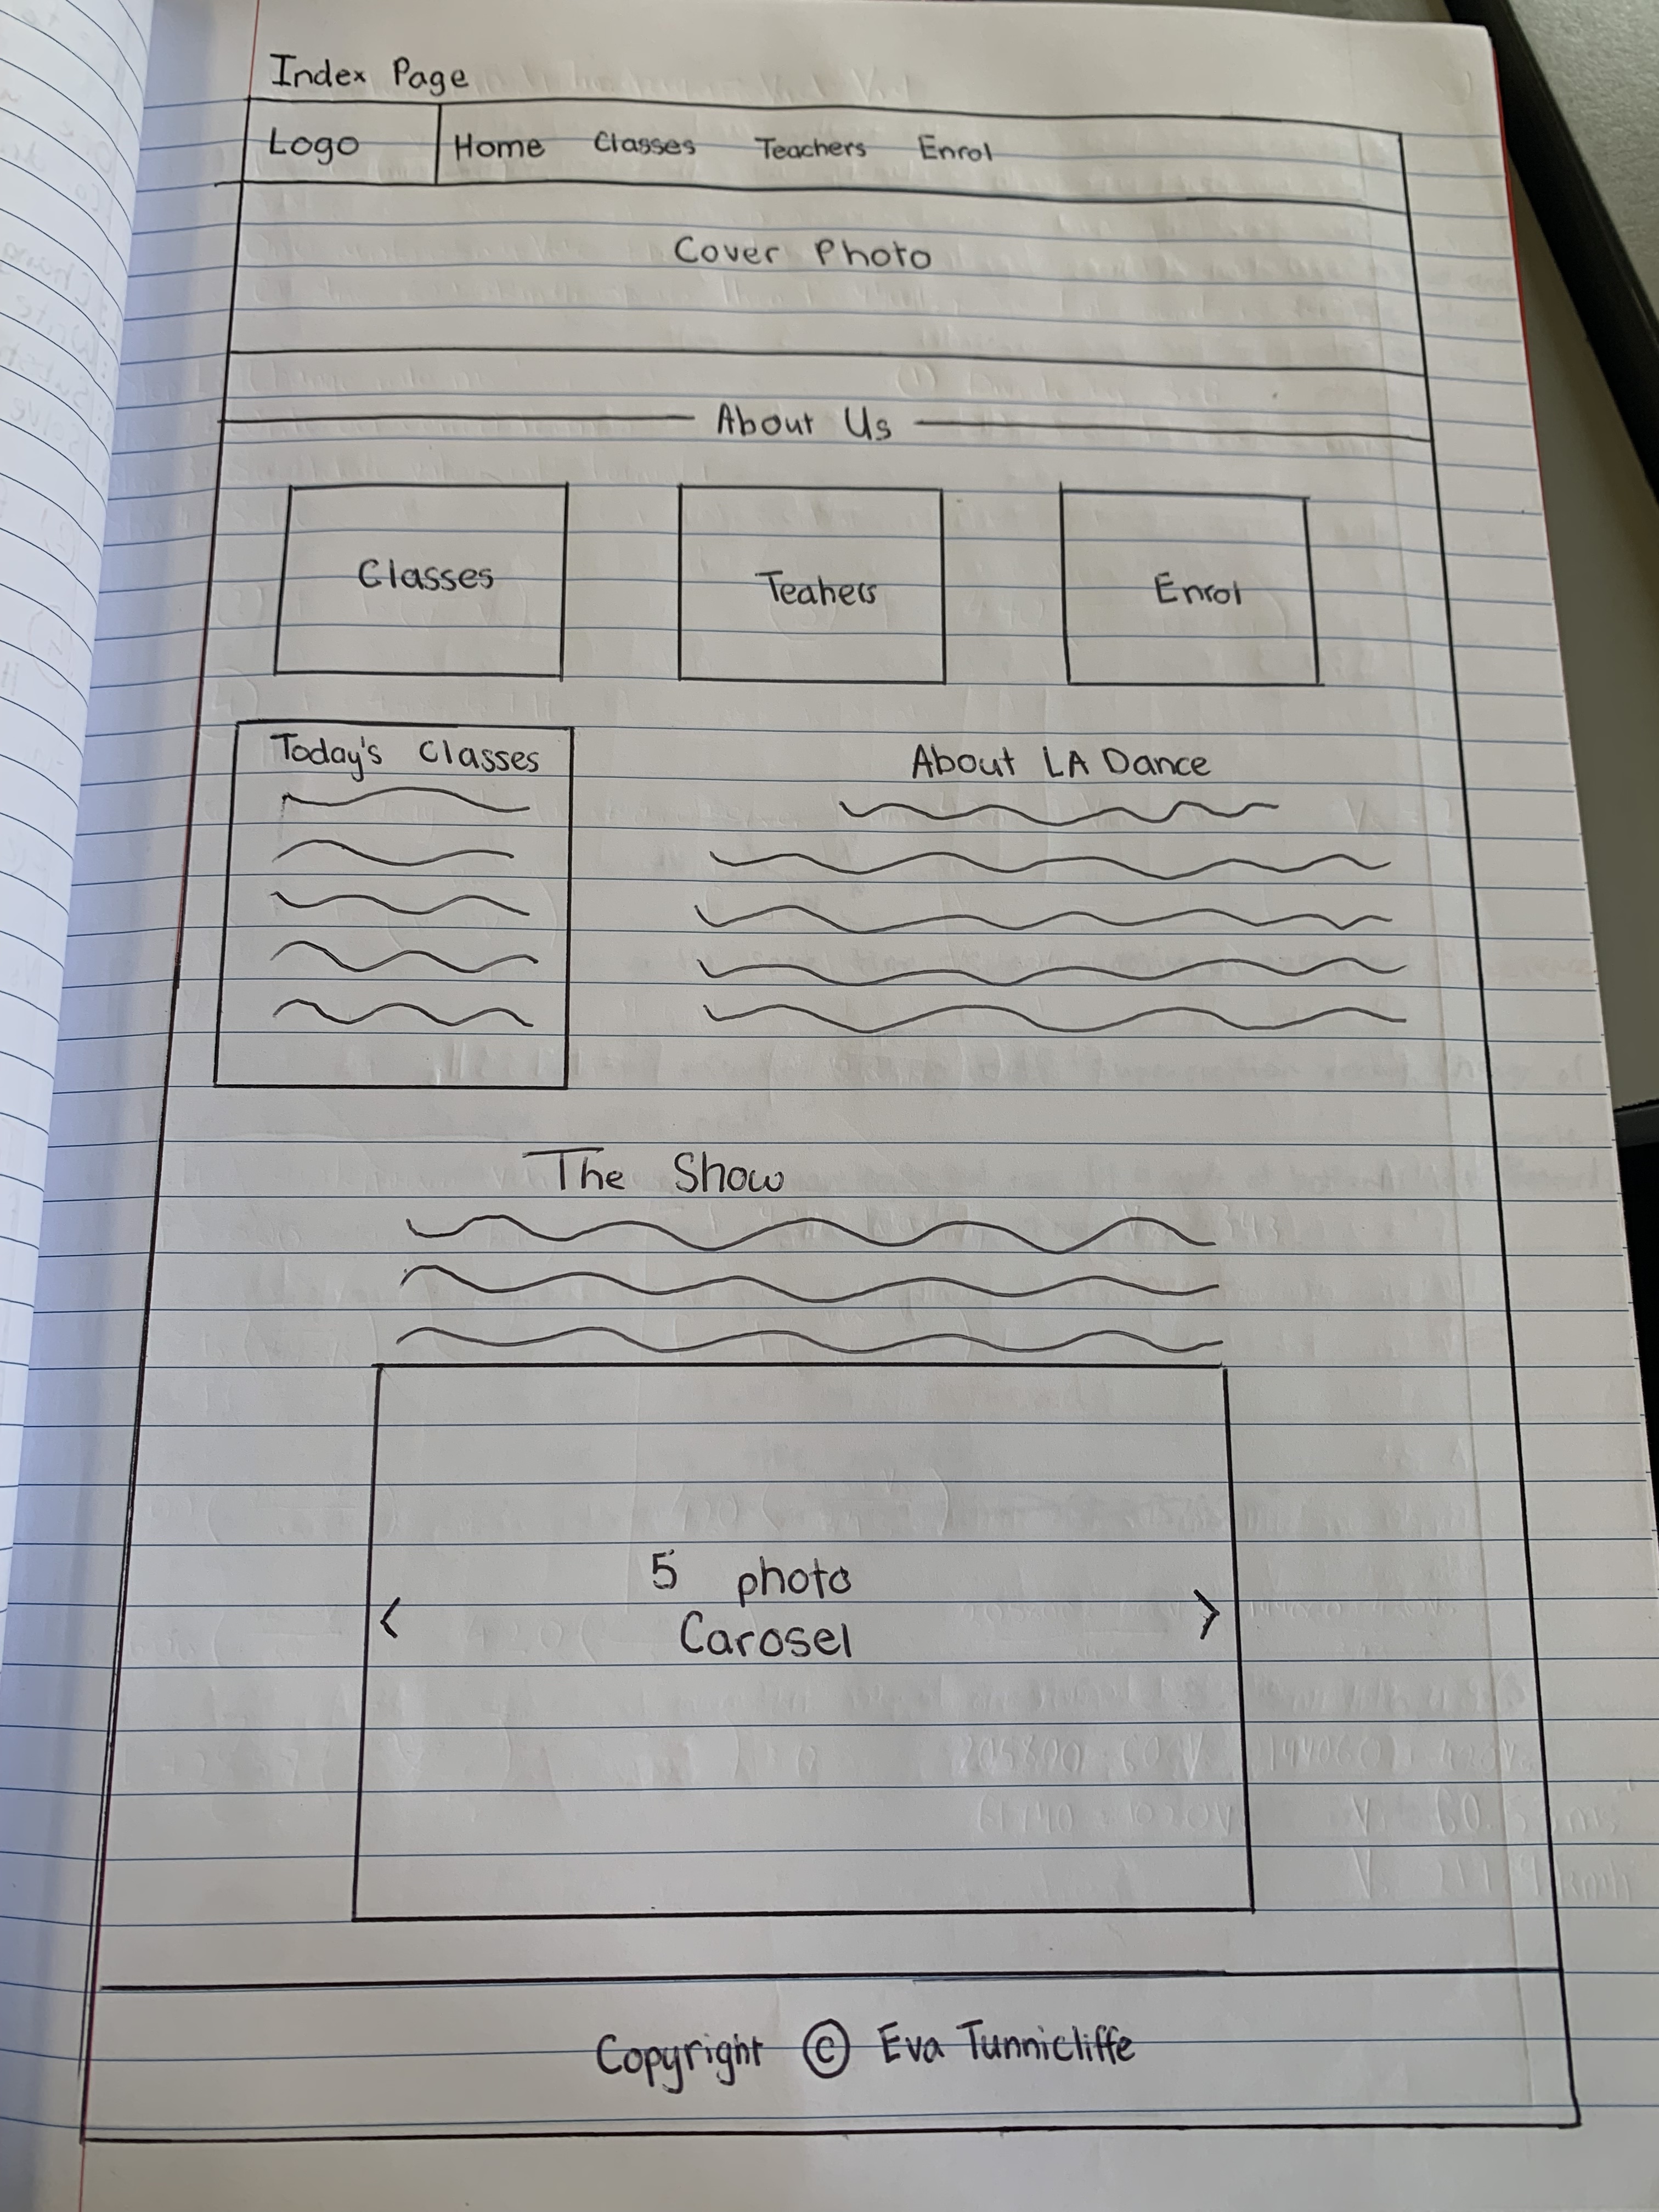 Index Page
Logo Home Classes Teachers Enrol
Cover Photo
About Us
Classes Teahers Enrol
Today's Classes
About LA Dance
The Show
5 photo
Carosel
< >
Copyright © Eva Tunnicliffe